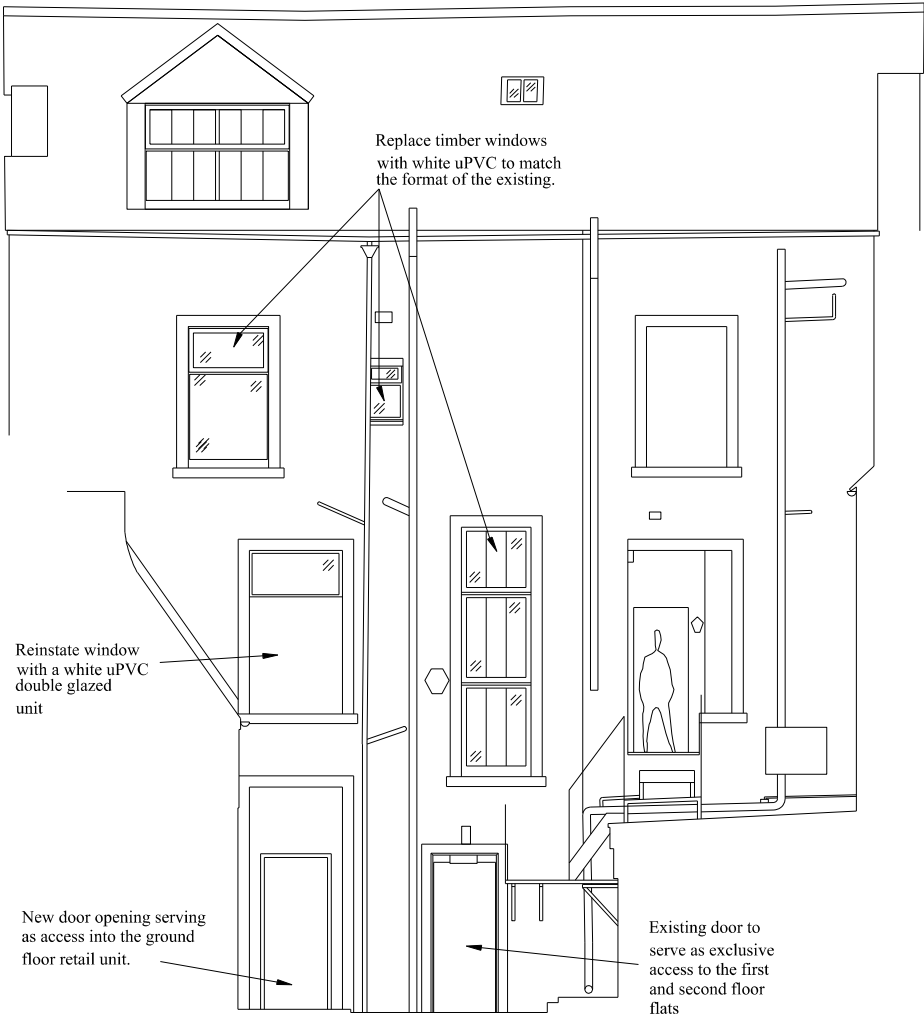 Replace timber windows
with white uPVC to match
the format of the existing.
Reinstate window
with a white uPVC
double glazed
unit
New door opening serving
as access into the ground
floor retail unit.
Existing door to
serve as exclusive
access to the first
and second floor
flats